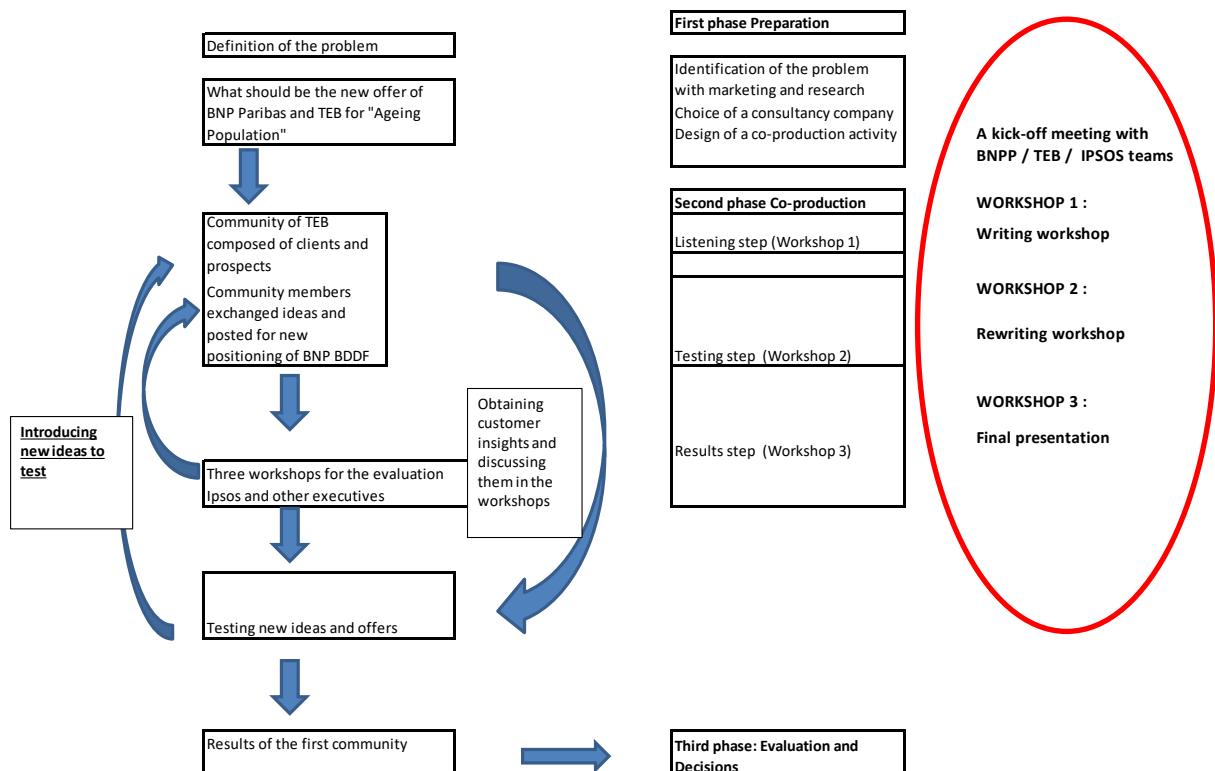 Definition of the problem
What should be the new offer of
BNP Paribas and TEB for "Ageing
Population"
Community of TEB
composed of clients and
prospects
Community members
exchanged ideas and
posted for new
positioning of BNP BDDF
Introducing
new ideas to
test
Three workshops for the evaluation
Ipsos and other executives
Obtaining
customer
insights and
discussing
them in the
workshops
Testing new ideas and offers
Results of the first community
First phase Preparation
Identification of the problem
with marketing and research
Choice of a consultancy company
Design of a co-production activity
Second phase Co-production
Listening step (Workshop 1)
Testing step (Workshop 2)
Results step (Workshop 3)
Third phase: Evaluation and
Decisions
A kick-off meeting with
BNPP / TEB / IPSOS teams
WORKSHOP 1 :
Writing workshop
WORKSHOP 2 :
Rewriting workshop
WORKSHOP 3 :
Final presentation